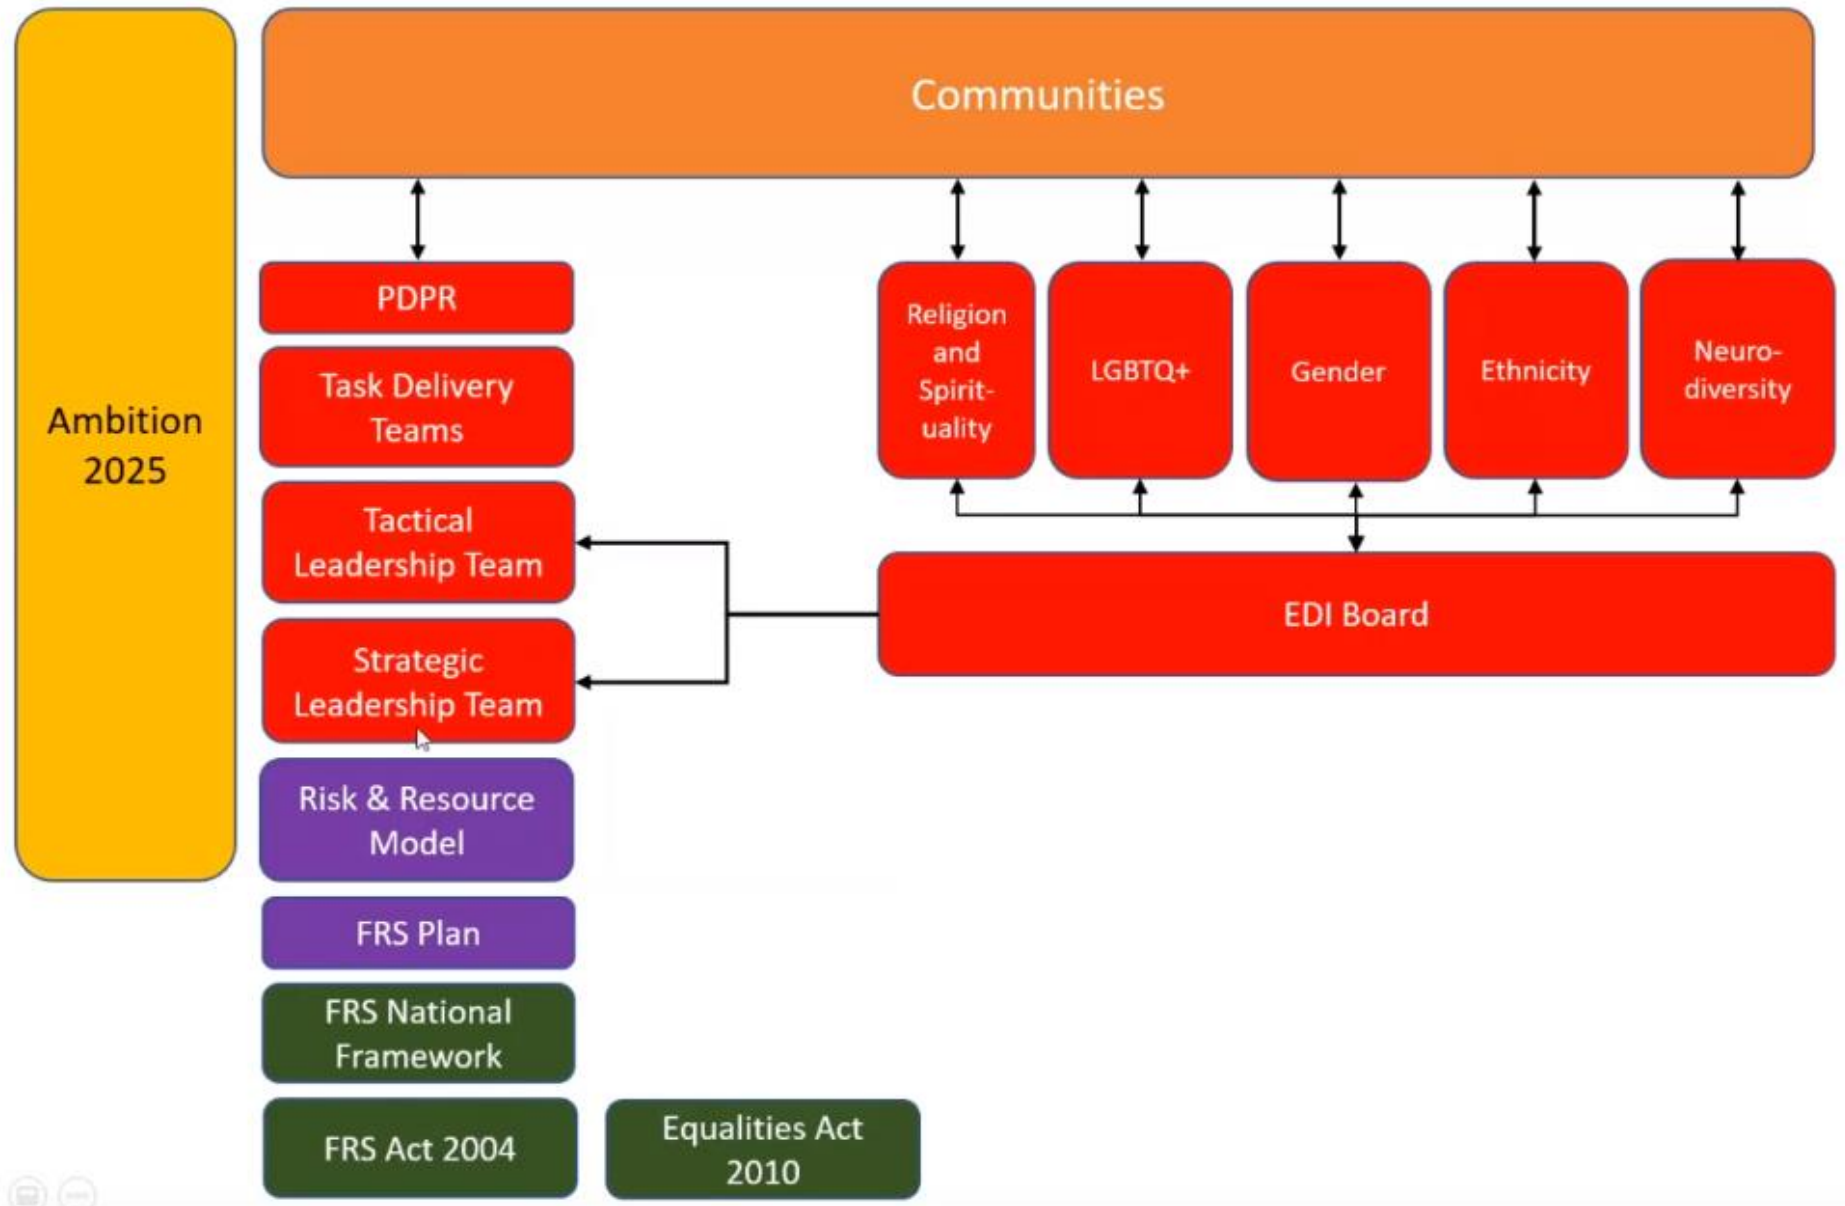 Communities
Ambition
2025
PDPR
Task Delivery
Teams
Tactical
Leadership Team
Strategic
Leadership Team
Risk & Resource
Model
FRS Plan
FRS National
Framework
FRS Act 2004
Equalities Act
2010
Religion
and
Spirit-
uality
LGBTQ+
Gender
Ethnicity
Neuro-
diversity
EDI Board